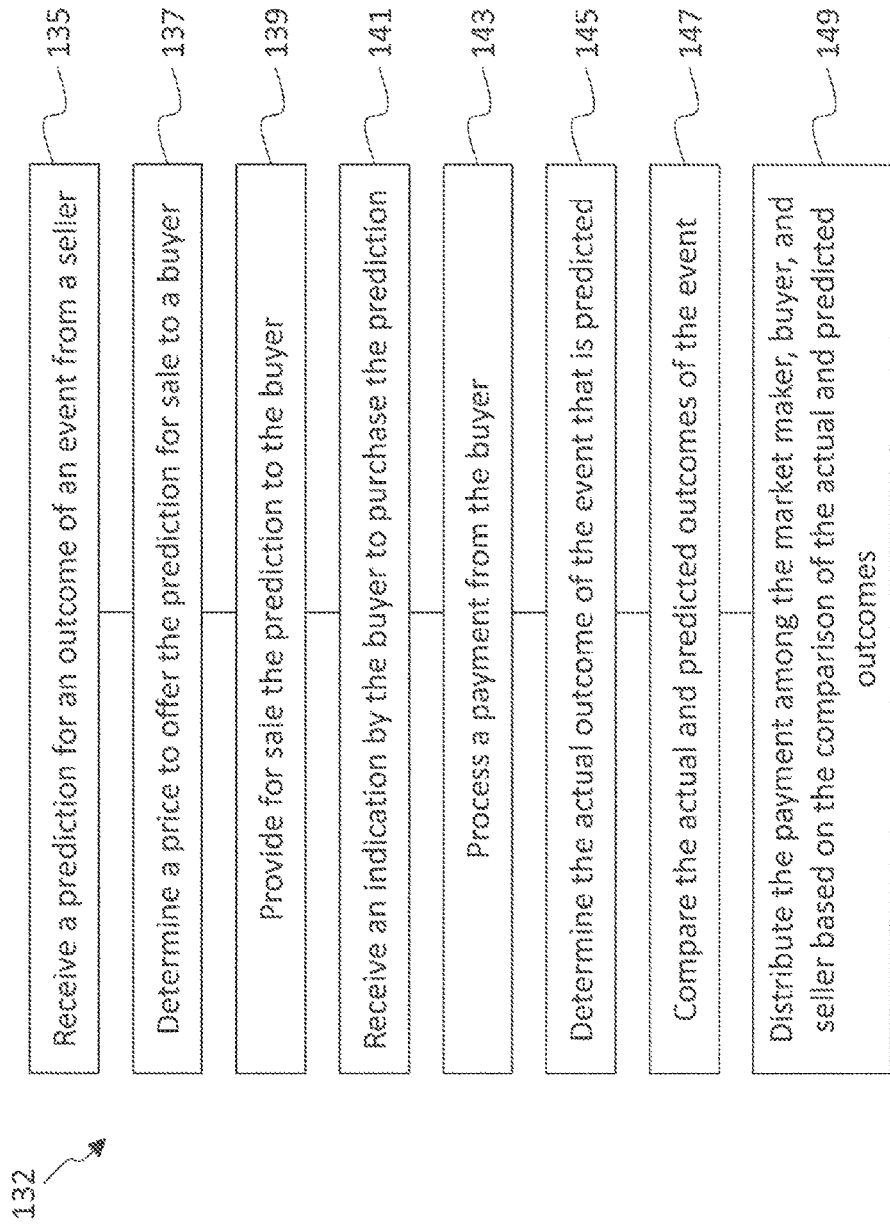 132
Receive a prediction for an outcome of an event from a seller
135
Determine a price to offer the prediction for sale to a buyer
137
Provide for sale the prediction to the buyer
139
Receive an indication by the buyer to purchase the prediction
141
Process a payment from the buyer
143
Determine the actual outcome of the event that is predicted
145
Compare the actual and predicted outcomes of the event
147
Distribute the payment among the market maker, buyer, and
seller based on the comparison of the actual and predicted
outcomes
149